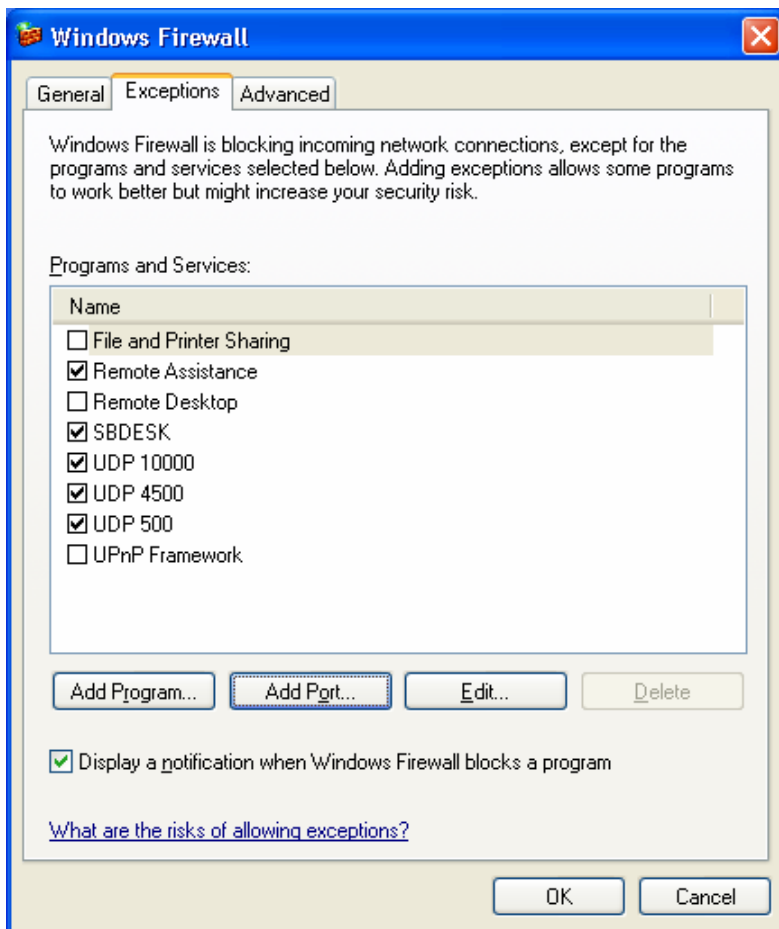 Windows Firewall
General Exceptions Advanced
Windows Firewall is blocking incoming network connections, except for the
programs and services selected below. Adding exceptions allows some programs
to work better but might increase your security risk.
Programs and Services:
Name
File and Printer Sharing
Remote Assistance
Remote Desktop
SBDESK
UDP 10000
UDP 4500
UDP 500
UPnP Framework
Add Program... Add Port... Edit... Delete
Display a notification when Windows Firewall blocks a program
What are the risks of allowing exceptions?
OK Cancel